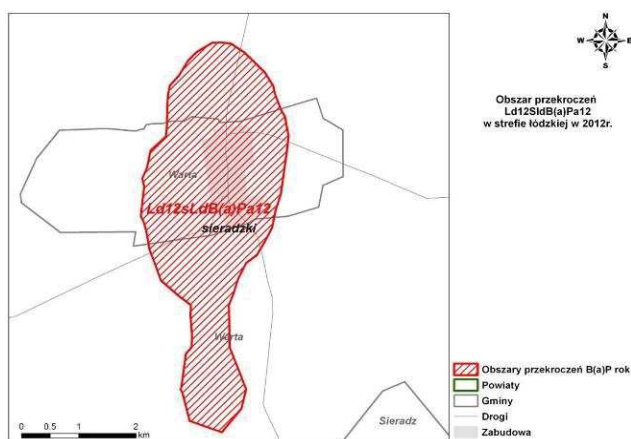 N
W E
S
Obszar przekroczeń
Ld12SldB(a)Pa12
w strefie łódzkiej w 2012r.
Warta
Ld12sLdB(a)Pa12
sieradzki
Warta
Sieradz
Obszary przekroczeń B(a)P rok
Powiaty
Gminy
Drogi
Zabudowa
0 0.5 1 2
km